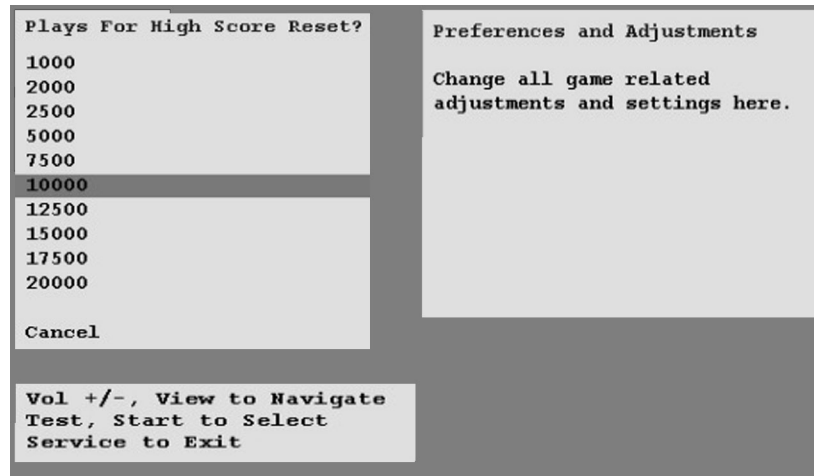 Plays For High Score Reset?
1000
2000
2500
5000
7500
10000
12500
15000
17500
20000
Cancel
Preferences and Adjustments
Change all game related
adjustments and settings here.
Vol +/-, View to Navigate
Test, Start to Select
Service to Exit